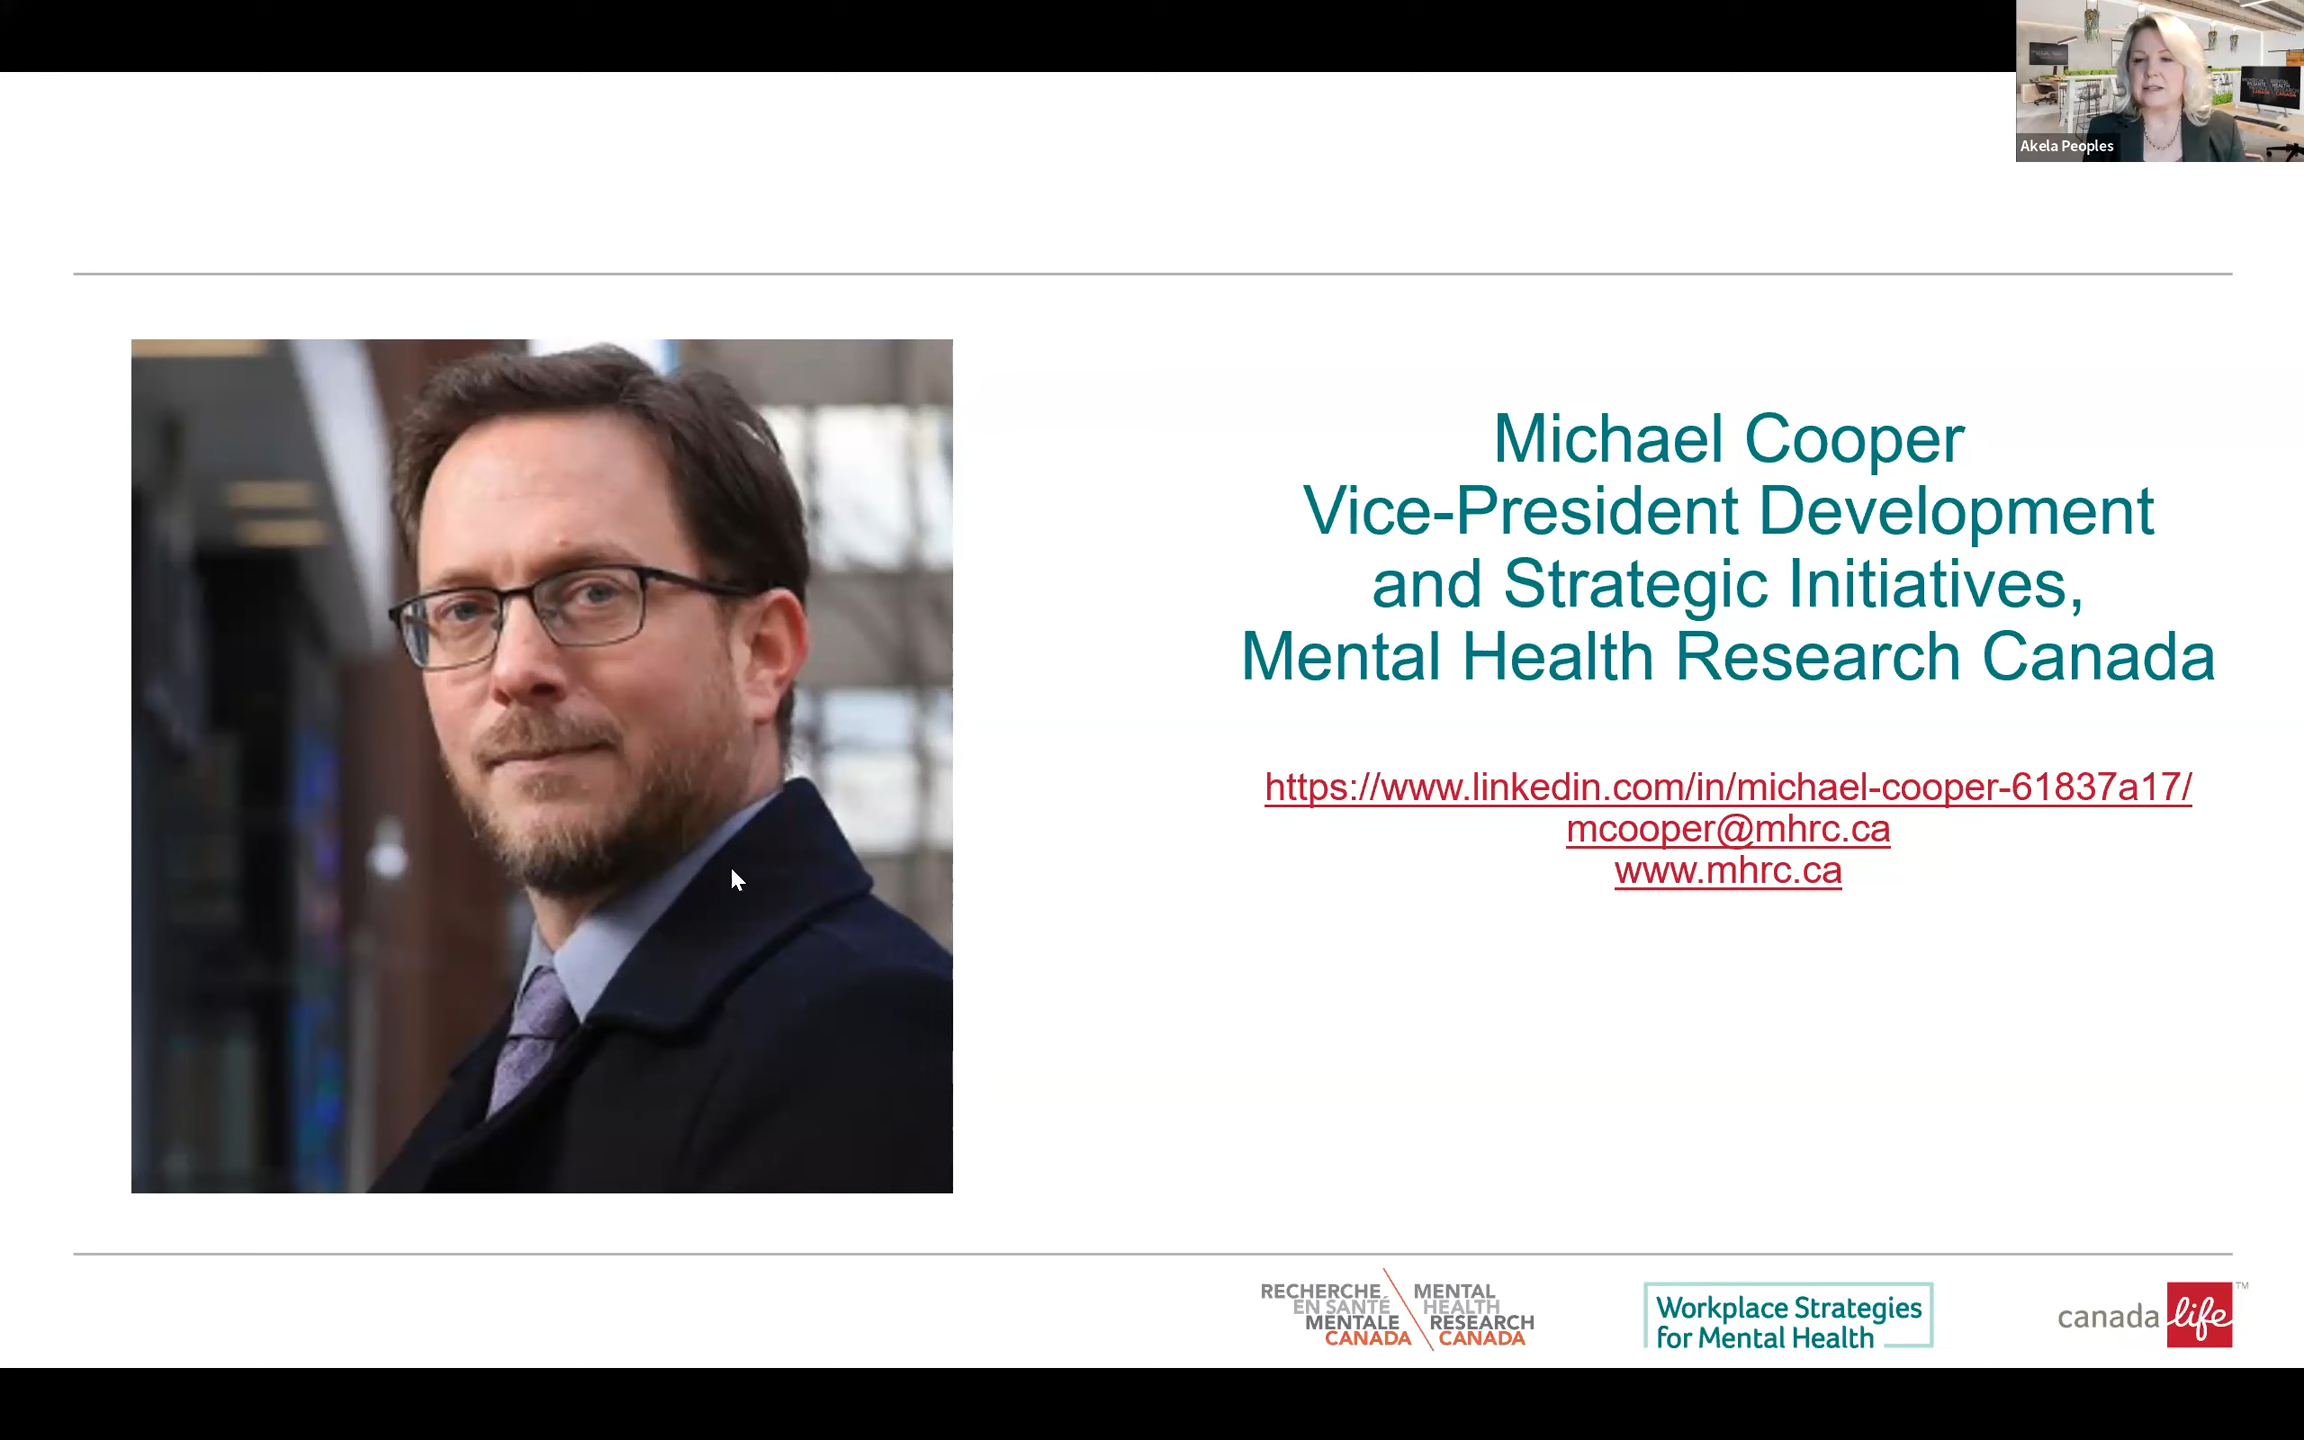 Akela Peoples
Michael Cooper
Vice-President Development
and Strategic Initiatives,
Mental Health Research Canada
https://www.linkedin.com/in/michael-cooper-61837a17/
mcooper@mhrc.ca
www.mhrc.ca
RECHERCHE
EN SANTÉ
MENTALE
CANADA
MENTAL
HEALTH
RESEARCH
CANADA
Workplace Strategies
for Mental Health
canada life™